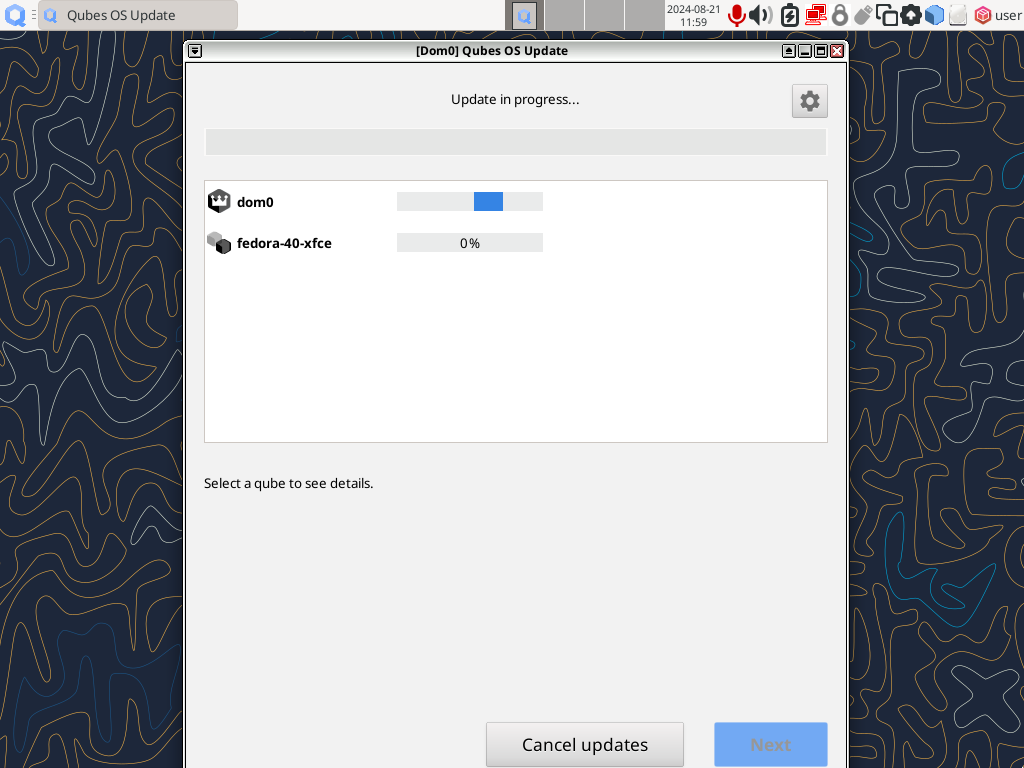 Qubes OS Update
2024-08-21
11:59
user
[Dom0] Qubes OS Update
Update in progress...
dom0
fedora-40-xfce
0%
Select a qube to see details.
Cancel updates
Next